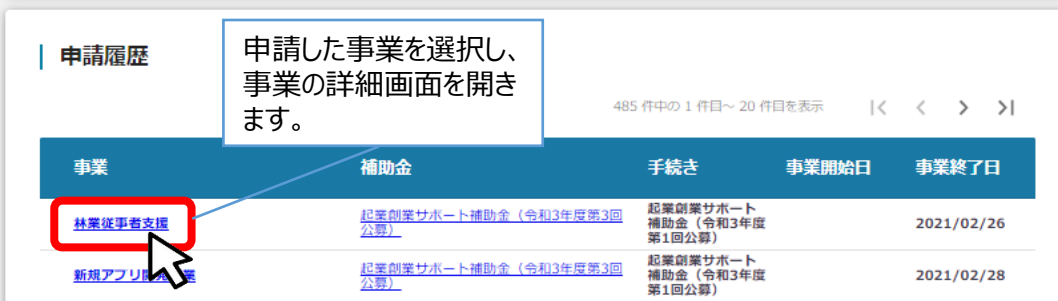 申請履歴
申請した事業を選択し、
事業の詳細画面を開き
ます。
485 件中の 1 件目～ 20 件目を表示
事業 補助金 手続き 事業開始日 事業終了日
林業従事者支援
起業創業サポート補助金（令和3年度第3回
公募）
起業創業サポート
補助金（令和3年度
第1回公募）
2021/02/26
新規アプリ開発
業
起業創業サポート補助金（令和3年度第3回
公募）
起業創業サポート
補助金（令和3年度
第1回公募）
2021/02/28